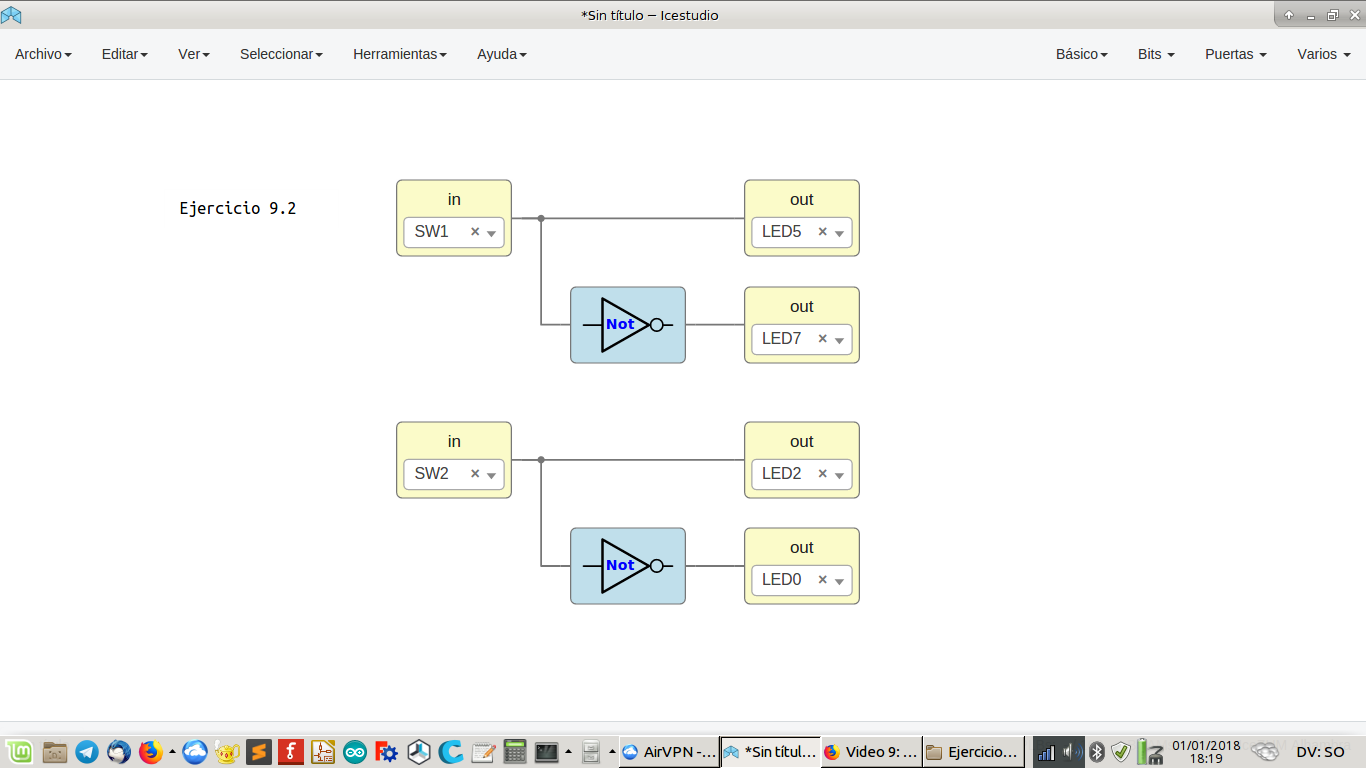 *Sin título – Icestudio
Archivo Editar Ver Seleccionar Herramientas Ayuda Básico Bits Puertas Varios
Ejercicio 9.2
in
SW1 ×
out
LED5 ×
Not
out
LED7 ×
in
SW2 ×
out
LED2 ×
Not
out
LED0 ×
AirVPN -... *Sin títul... Video 9: ... Ejercicio... 01/01/2018 DV: SO
18:19